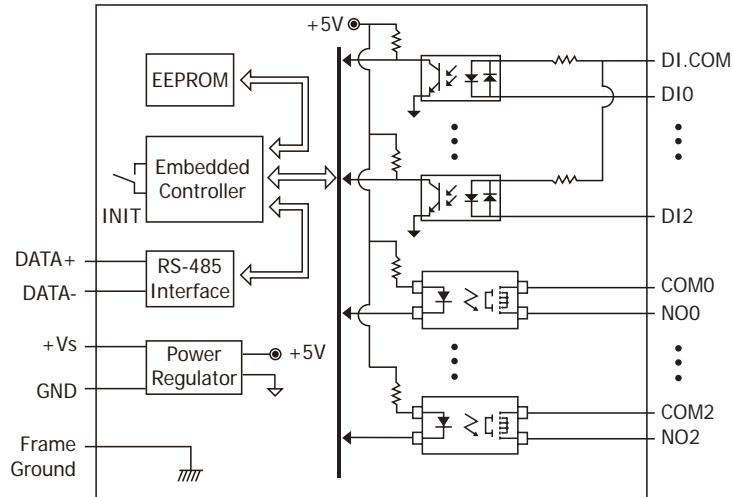 +5V
EEPROM
Embedded
Controller
INIT
DATA+
DATA-
RS-485
Interface
+Vs
GND
Power
Regulator
+5V
Frame
Ground
DI.COM
DI0
DI2
COM0
NO0
COM2
NO2